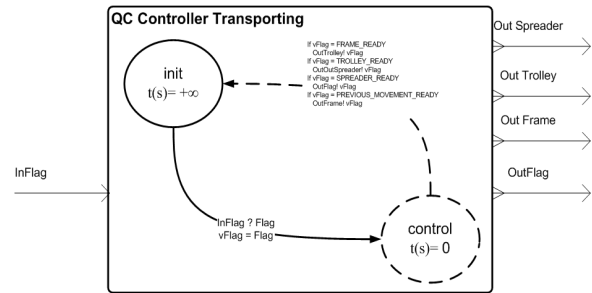 QC Controller Transporting
Out Spreader
If vFlag = FRAME_READY
OutTrolley! vFlag
If vFlag = TROLLEY_READY
OutOutSpreader! vFlag
If vFlag = SPREADER_READY
OutFlag! vFlag
If vFlag = PREVIOUS_MOVEMENT_READY
OutFrame! vFlag
init
t(s)= +∞
Out Trolley
Out Frame
InFlag
OutFlag
InFlag ? Flag
vFlag = Flag
control
t(s)= 0